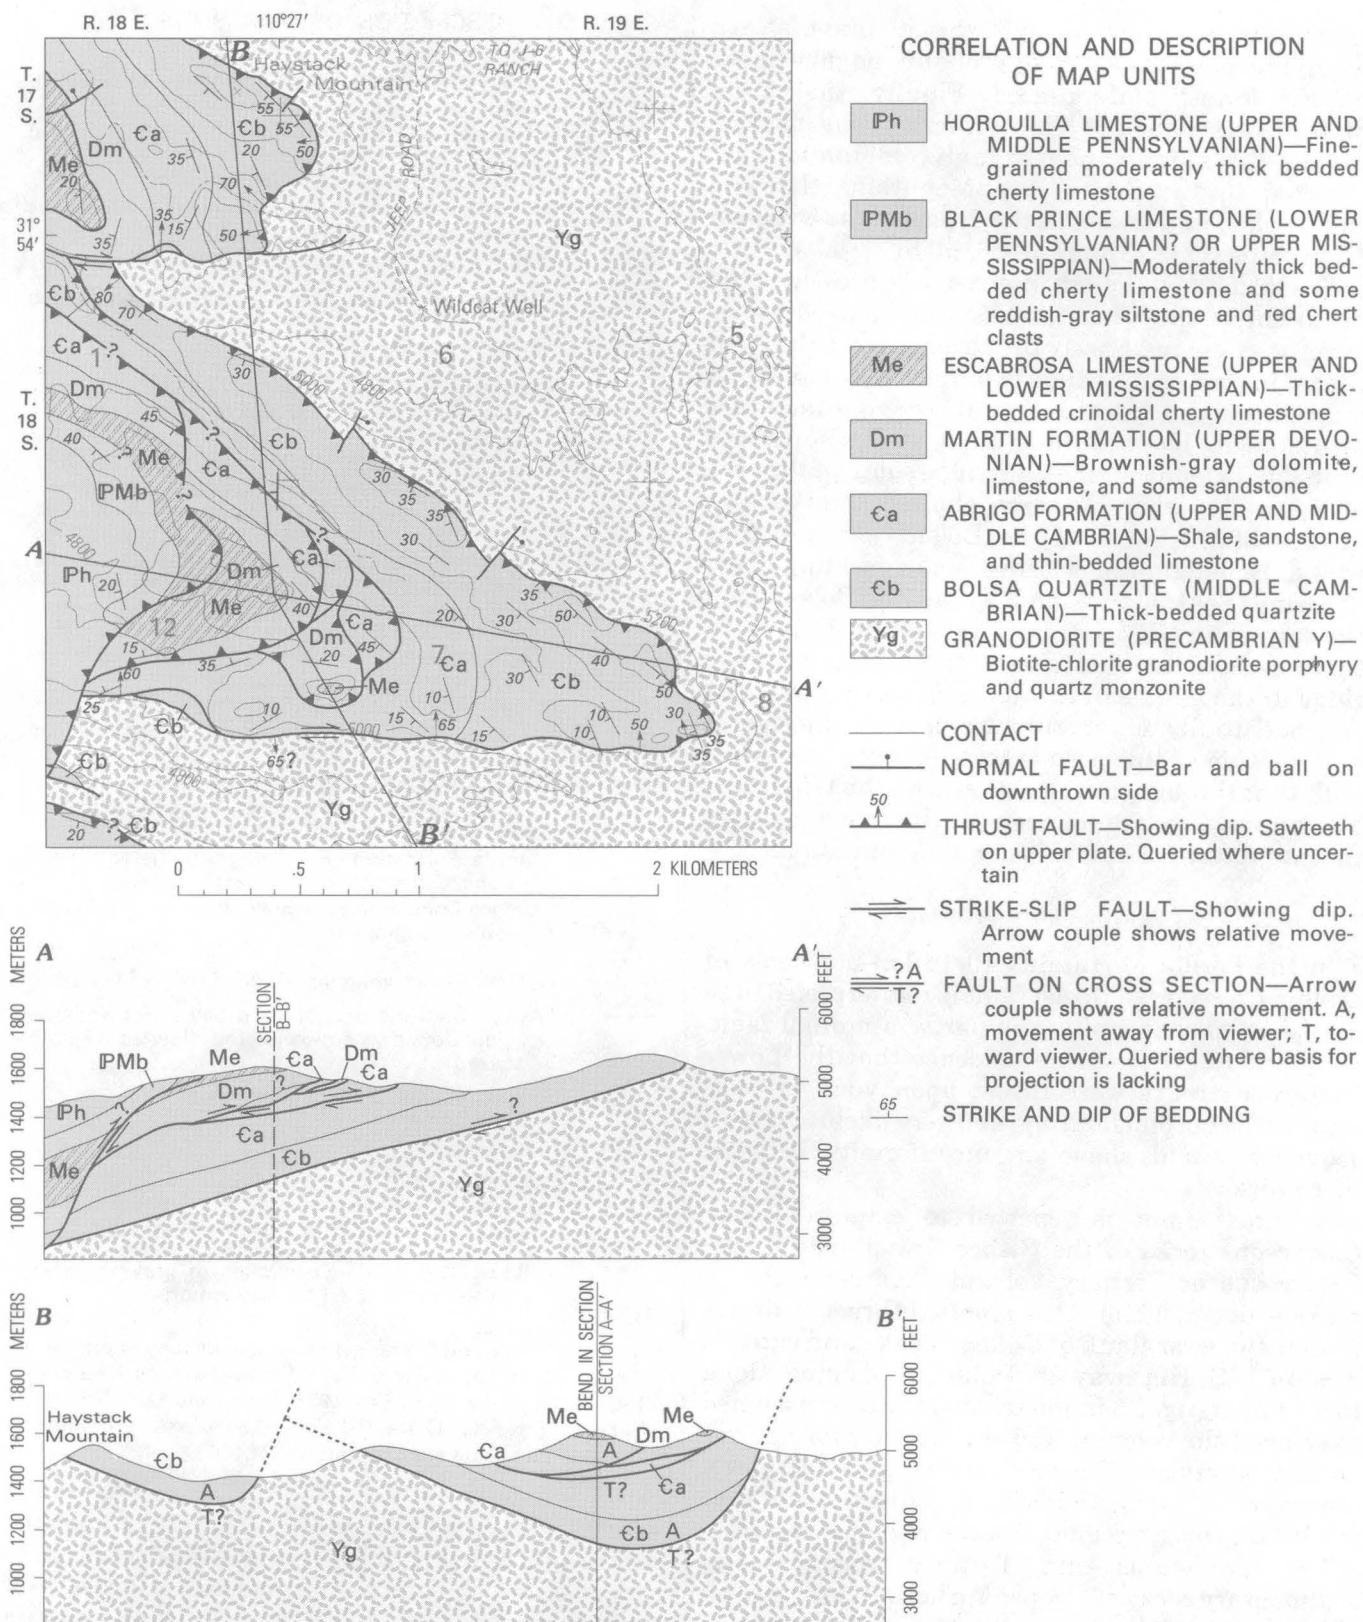 R. 18 E.
110°27′
R. 19 E.
B
TO J-6
RANCH
Haystack
Mountain
T.
17
S.
Ꞓa
Ꞓb
Dm
Me
55
55
50
20
35
20
70
35
15
50
35
JEEP ROAD
31°
54′
Yg
Ꞓb
80
70
Wildcat Well
6
5
Ꞓa
?
1
30
5000
4800
Dm
T.
18
S.
45
40
?
?
Me
Ꞓa
Ꞓb
ℙMb
?
30
35
35
30
?
Ꞓa
A
4800
ℙPh
20
Dm
Me
12
40
Dm
20
Ꞓa
45
20
7
Ꞓa
30
35
50
5200
40
15
60
35
Me
30
Ꞓb
50
8
A′
25
Ꞓb
10
5000
15
10
65
15
10
50
30
35
35
Ꞓb
4800
65?
Yg
20
?
Ꞓb
B′
0 .5 1 2 KILOMETERS
CORRELATION AND DESCRIPTION
OF MAP UNITS
ℙh HORQUILLA LIMESTONE (UPPER AND
MIDDLE PENNSYLVANIAN)—Fine-
grained moderately thick bedded
cherty limestone
ℙMb BLACK PRINCE LIMESTONE (LOWER
PENNSYLVANIAN? OR UPPER MIS-
SISSIPPIAN)—Moderately thick bed-
ded cherty limestone and some
reddish-gray siltstone and red chert
clasts
Me ESCABROSA LIMESTONE (UPPER AND
LOWER MISSISSIPPIAN)—Thick-
bedded crinoidal cherty limestone
Dm MARTIN FORMATION (UPPER DEVO-
NIAN)—Brownish-gray dolomite,
limestone, and some sandstone
Ꞓa ABRIGO FORMATION (UPPER AND MID-
DLE CAMBRIAN)—Shale, sandstone,
and thin-bedded limestone
Ꞓb BOLSA QUARTZITE (MIDDLE CAM-
BRIAN)—Thick-bedded quartzite
Yg GRANODIORITE (PRECAMBRIAN Y)—
Biotite-chlorite granodiorite porphyry
and quartz monzonite
CONTACT
NORMAL FAULT—Bar and ball on
downthrown side
50
THRUST FAULT—Showing dip. Sawteeth
on upper plate. Queried where uncer-
tain
STRIKE-SLIP FAULT—Showing dip.
Arrow couple shows relative move-
ment
? A
T?
FAULT ON CROSS SECTION—Arrow
couple shows relative movement. A,
movement away from viewer; T, to-
ward viewer. Queried where basis for
projection is lacking
65
STRIKE AND DIP OF BEDDING
METERS
A
SECTION
B–B′
A′
FEET
1800
1600
1400
1200
1000
6000
5000
4000
3000
ℙMb
Me
Ꞓa
Dm
Ꞓa
ℙh
?
Dm
?
Ꞓa
?
Me
Ꞓb
Yg
METERS
B
BEND IN SECTION
SECTION A–A′
B′
FEET
1800
1600
1400
1200
1000
6000
5000
4000
3000
Haystack
Mountain
Ꞓb
A
T?
Me
Me
Ꞓa
A
Dm
T?
Ꞓa
Ꞓb
A
T?
Yg